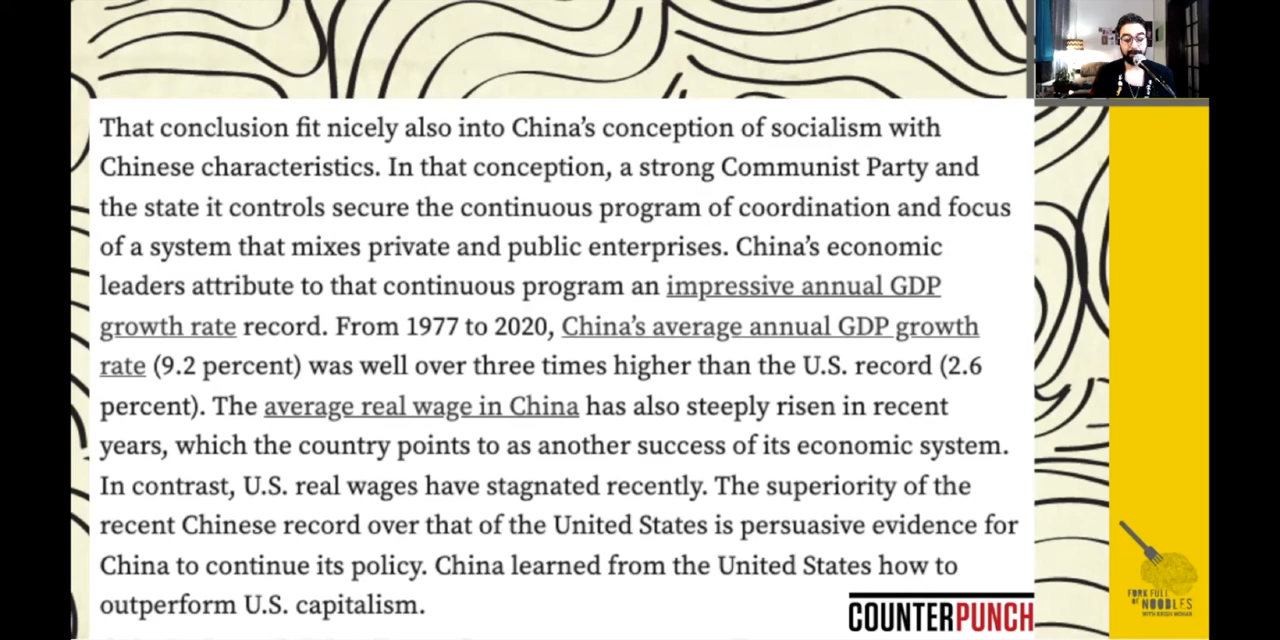 That conclusion fit nicely also into China’s conception of socialism with
Chinese characteristics. In that conception, a strong Communist Party and
the state it controls secure the continuous program of coordination and focus
of a system that mixes private and public enterprises. China’s economic
leaders attribute to that continuous program an impressive annual GDP
growth rate record. From 1977 to 2020, China’s average annual GDP growth
rate (9.2 percent) was well over three times higher than the U.S. record (2.6
percent). The average real wage in China has also steeply risen in recent
years, which the country points to as another success of its economic system.
In contrast, U.S. real wages have stagnated recently. The superiority of the
recent Chinese record over that of the United States is persuasive evidence for
China to continue its policy. China learned from the United States how to
outperform U.S. capitalism.
COUNTERPUNCH
FORK FULL
OF NOODLES
WITH KRISH MOHAN